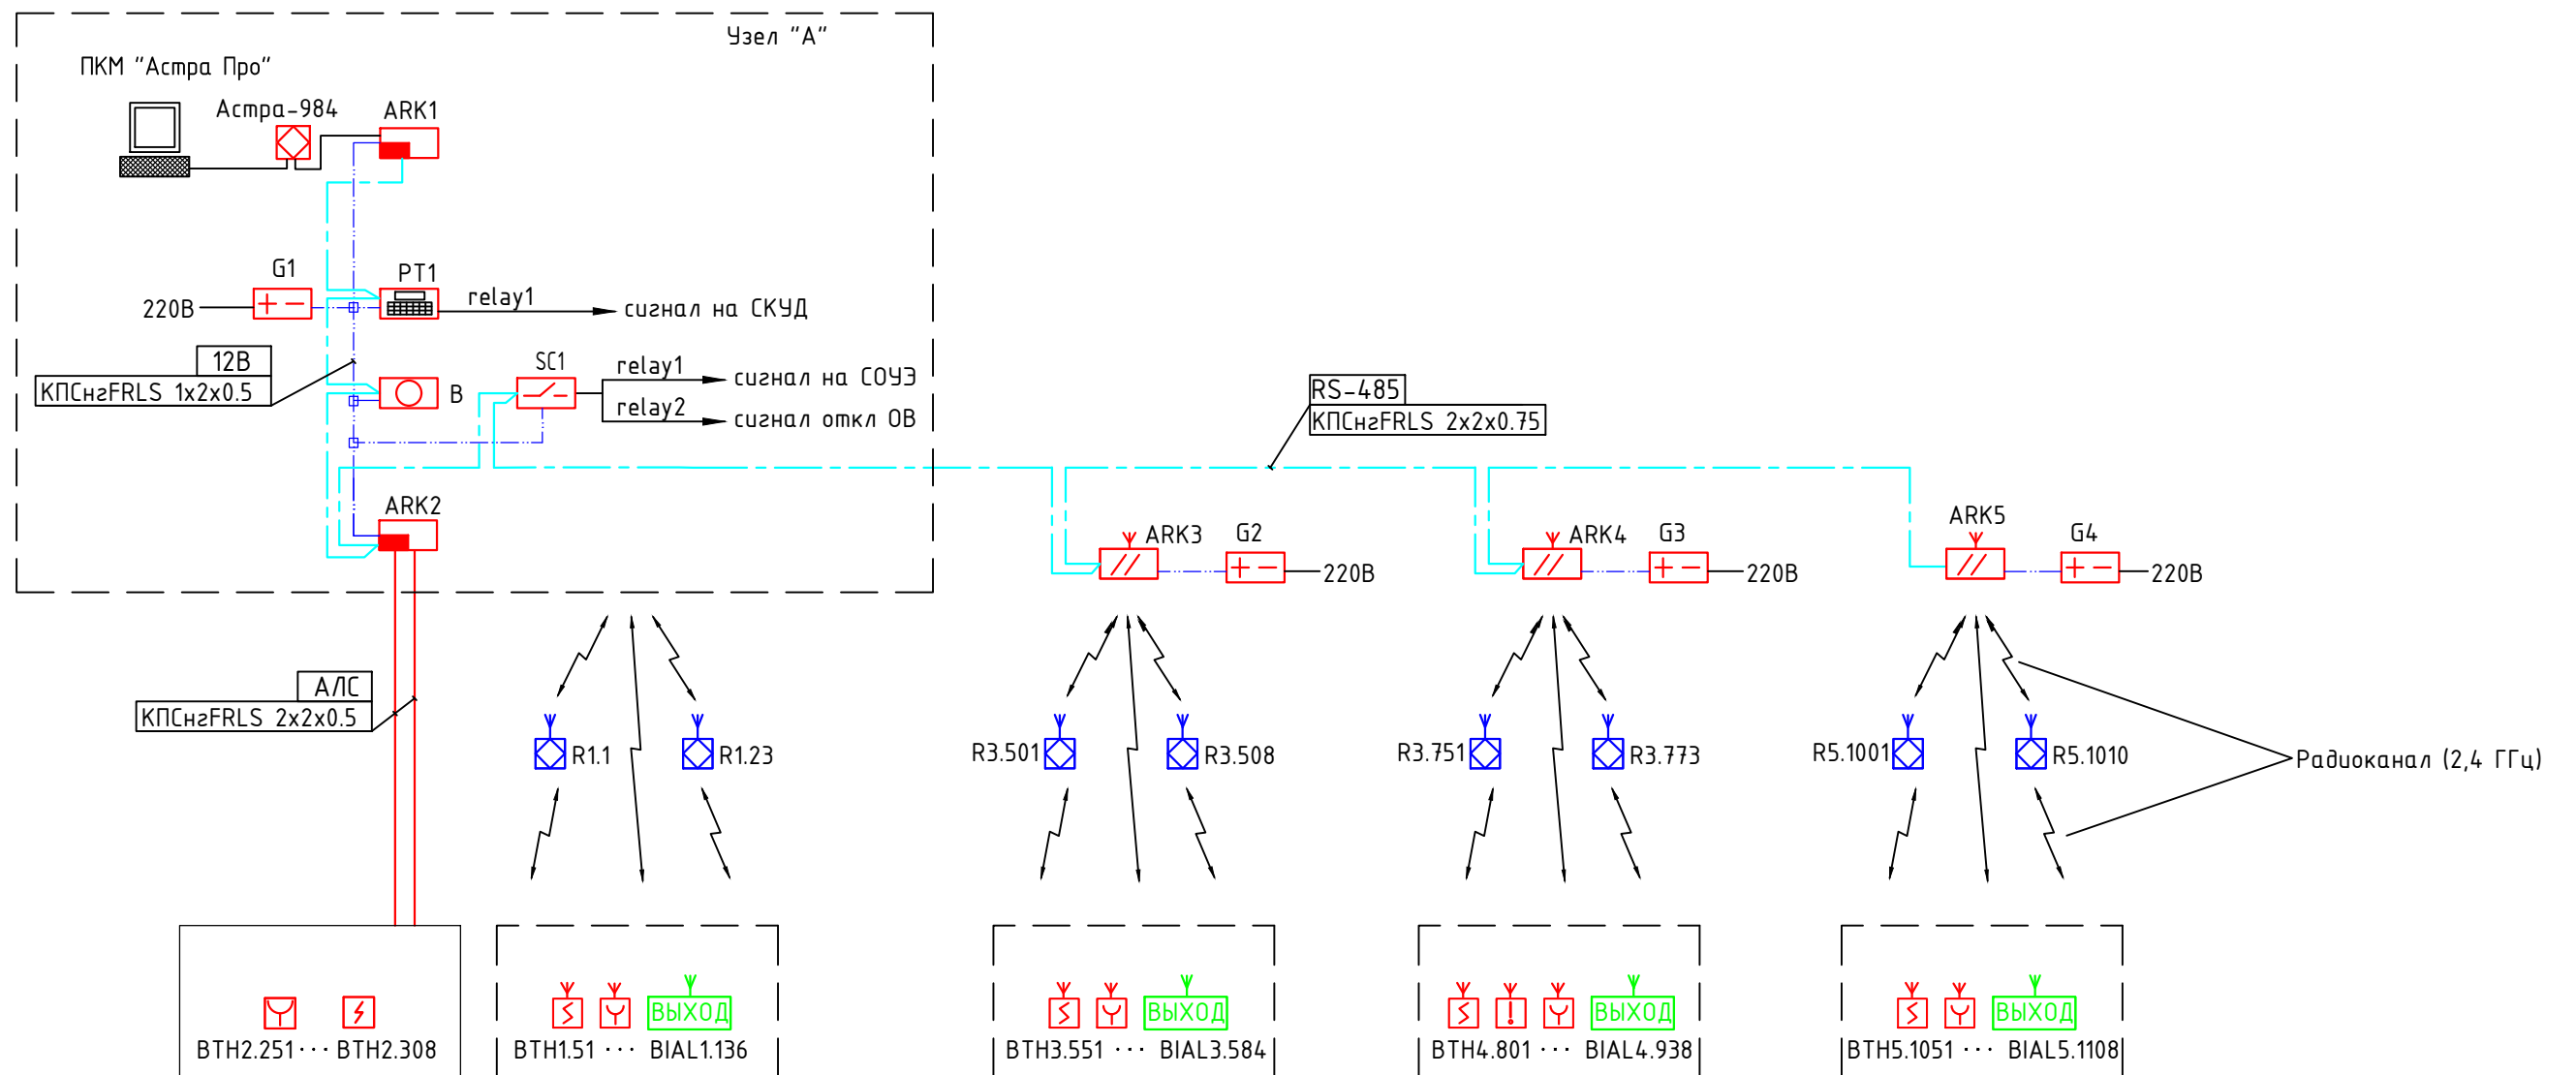 Узел "А"
ПКМ "Астра Про"
Астра-984
ARK1
G1
РТ1
220В
relay1
сигнал на СКУД
12В
КПСнгFRLS 1x2x0.5
В
SC1
relay1
сигнал на СОУЭ
relay2
сигнал откл ОВ
RS-485
КПСнгFRLS 2x2x0.75
ARK2
ARK3
G2
220В
ARK4
G3
220В
ARK5
G4
220В
АЛС
КПСнгFRLS 2x2x0.5
R1.1
R1.23
R3.501
R3.508
R3.751
R3.773
R5.1001
R5.1010
Радиоканал (2,4 ГГц)
ВЫХОД
ВЫХОД
ВЫХОД
ВЫХОД
BTH2.251 ··· BTH2.308
BTH1.51 ··· BIAL1.136
BTH3.551 ··· BIAL3.584
BTH4.801 ··· BIAL4.938
BTH5.1051 ··· BIAL5.1108